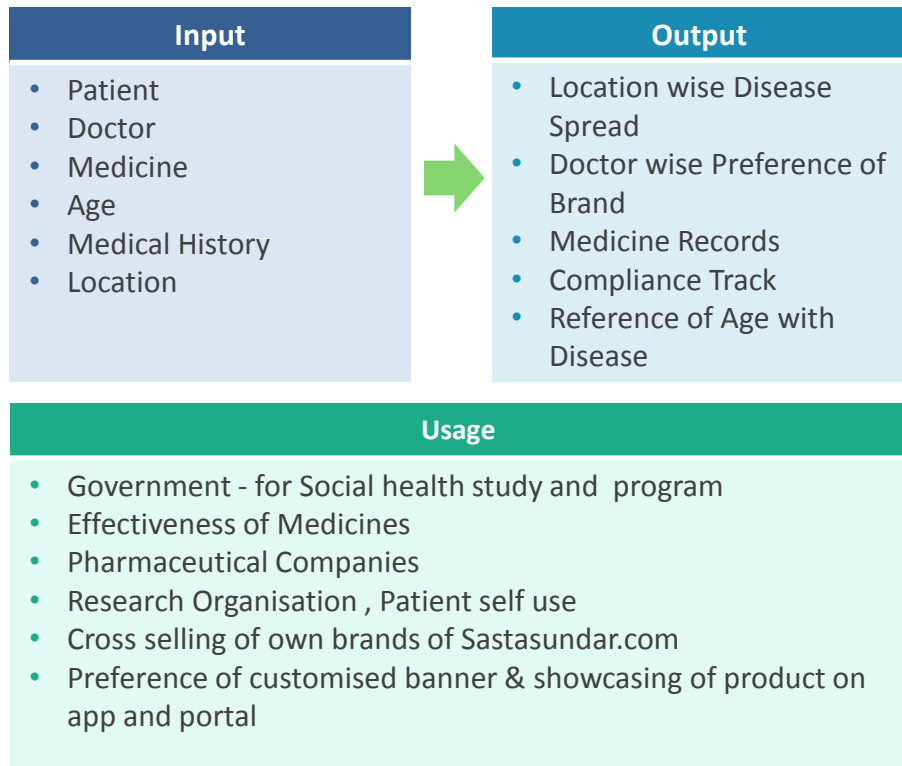 Input
• Patient
• Doctor
• Medicine
• Age
• Medical History
• Location
Output
• Location wise Disease
Spread
• Doctor wise Preference of
Brand
• Medicine Records
• Compliance Track
• Reference of Age with
Disease
Usage
• Government - for Social health study and program
• Effectiveness of Medicines
• Pharmaceutical Companies
• Research Organisation , Patient self use
• Cross selling of own brands of Sastasundar.com
• Preference of customised banner & showcasing of product on
app and portal